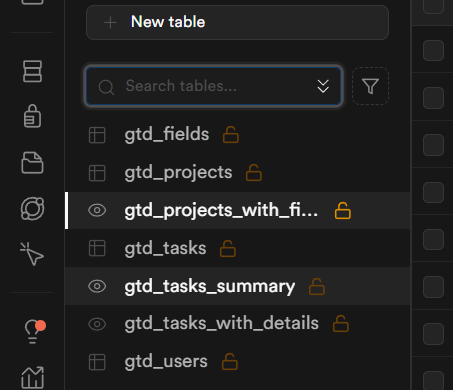 New table
Search tables...
gtd_fields
gtd_projects
gtd_projects_with_fi...
gtd_tasks
gtd_tasks_summary
gtd_tasks_with_details
gtd_users